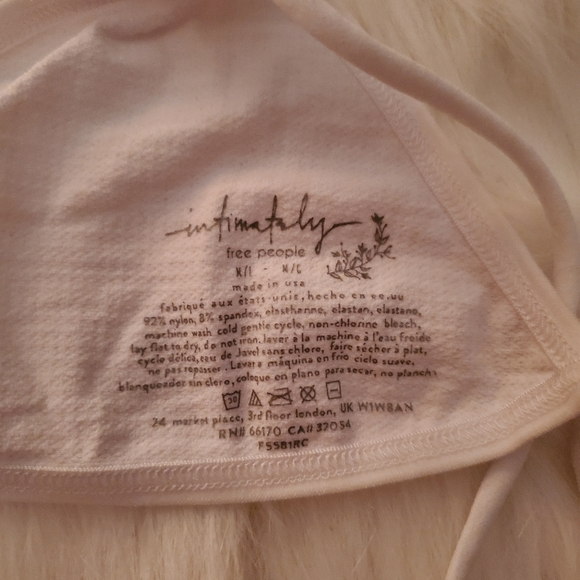 intimately
free people
made in usa
fabriqué aux états-unis, hecho en ee.uu
92% nylon, 8% spandex, elasthanne, elastan, elastano,
machine wash cold gentle cycle, non-chlorine bleach,
lay flat to dry, do not iron. laver à la machine à l'eau froide
cycle délica, eau de Javel sans chlore, faire sécher à plat,
ne pas repasser. Lavar a máquina en frío ciclo suave,
blanqueador sin cloro, coloque en plano para secar, no planchar
30
24 market place, 3rd floor london, UK W1W8AN
RN# 66170 CA# 32054